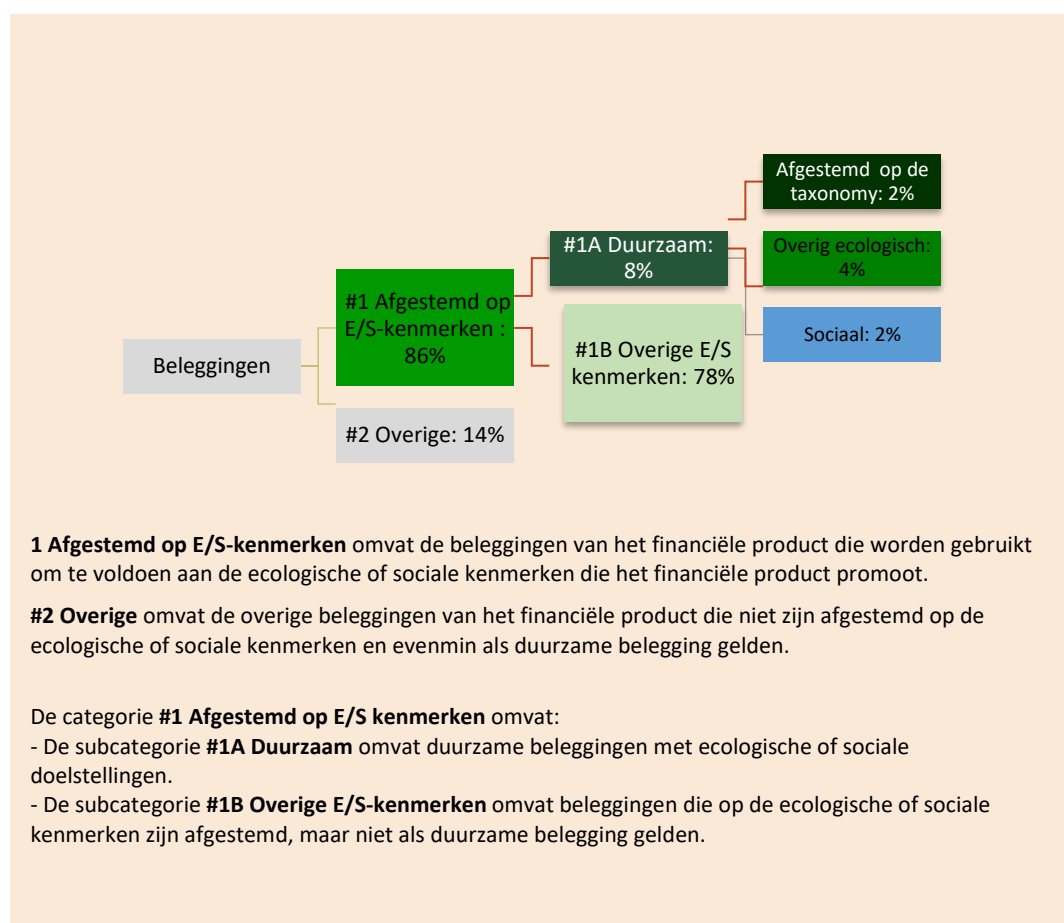 Afgestemd op de
taxonomy: 2%
#1A Duurzaam:
8%
Overig ecologisch:
4%
#1 Afgestemd op
E/S-kenmerken :
86%
Sociaal: 2%
#1B Overige E/S
kenmerken: 78%
Beleggingen
#2 Overige: 14%
1 Afgestemd op E/S-kenmerken omvat de beleggingen van het financiële product die worden gebruikt
om te voldoen aan de ecologische of sociale kenmerken die het financiële product promoot.
#2 Overige omvat de overige beleggingen van het financiële product die niet zijn afgestemd op de
ecologische of sociale kenmerken en evenmin als duurzame belegging gelden.
De categorie #1 Afgestemd op E/S kenmerken omvat:
- De subcategorie #1A Duurzaam omvat duurzame beleggingen met ecologische of sociale
doelstellingen.
- De subcategorie #1B Overige E/S-kenmerken omvat beleggingen die op de ecologische of sociale
kenmerken zijn afgestemd, maar niet als duurzame belegging gelden.